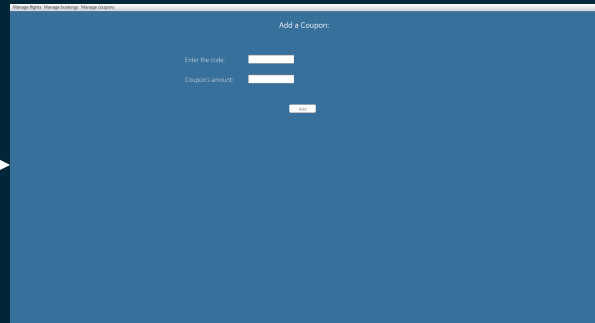 Manage flights Manage bookings Manage coupons
Add a Coupon:
Enter the code:
Coupon's amount:
Add